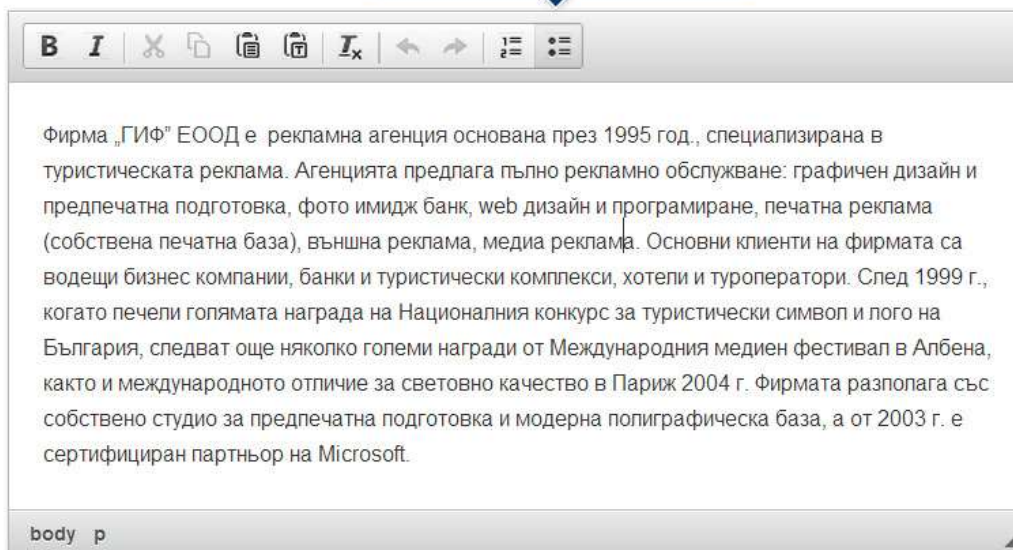 B I Tx
Фирма „ГИФ” ЕООД е  рекламна агенция основана през 1995 год., специализирана в
туристическата реклама. Агенцията предлага пълно рекламно обслужване: графичен дизайн и
предпечатна подготовка, фото имидж банк, web дизайн и програмиране, печатна реклама
(собствена печатна база), външна реклама, медиа реклама. Основни клиенти на фирмата са
водещи бизнес компании, банки и туристически комплекси, хотели и туроператори. След 1999 г.,
когато печели голямата награда на Националния конкурс за туристически символ и лого на
България, следват още няколко големи награди от Международния медиен фестивал в Албена,
както и международното отличие за световно качество в Париж 2004 г. Фирмата разполага със
собствено студио за предпечатна подготовка и модерна полиграфическа база, а от 2003 г. е
сертифициран партньор на Microsoft.
body p